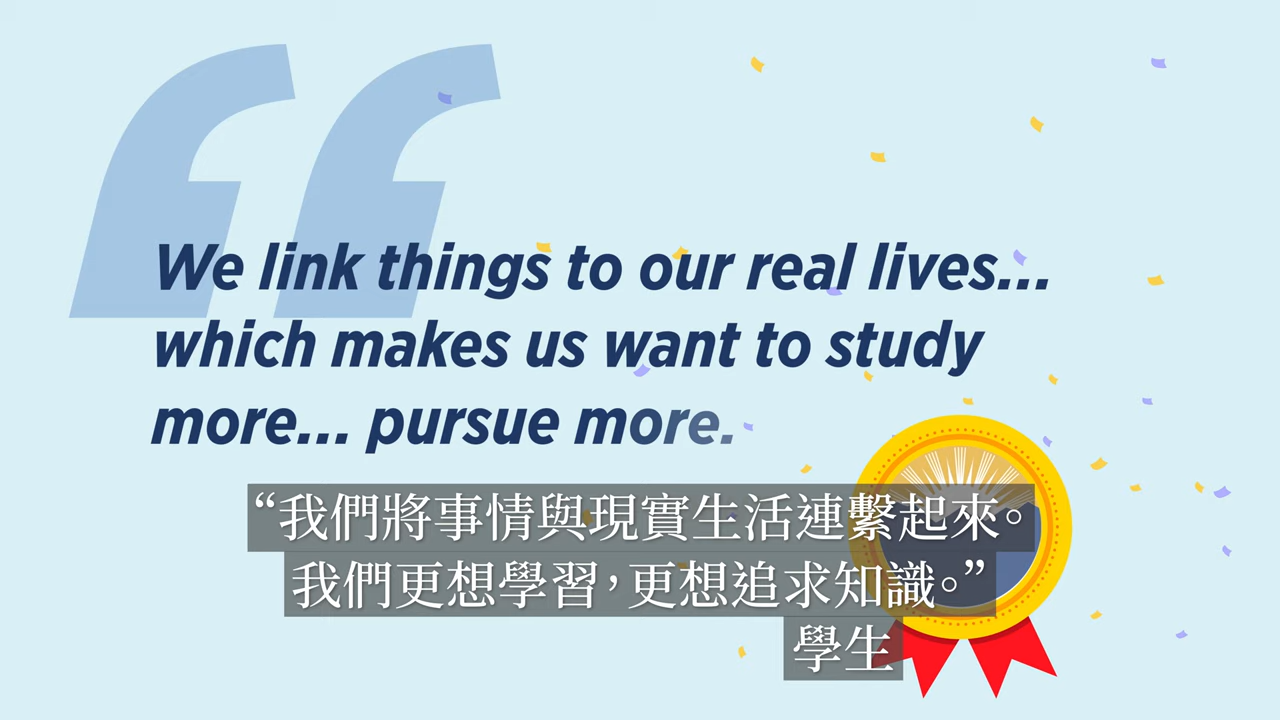 We link things to our real lives...
which makes us want to study
more... pursue more.
“我們將事情與現實生活連繫起來。
我們更想學習，更想追求知識。”
學生